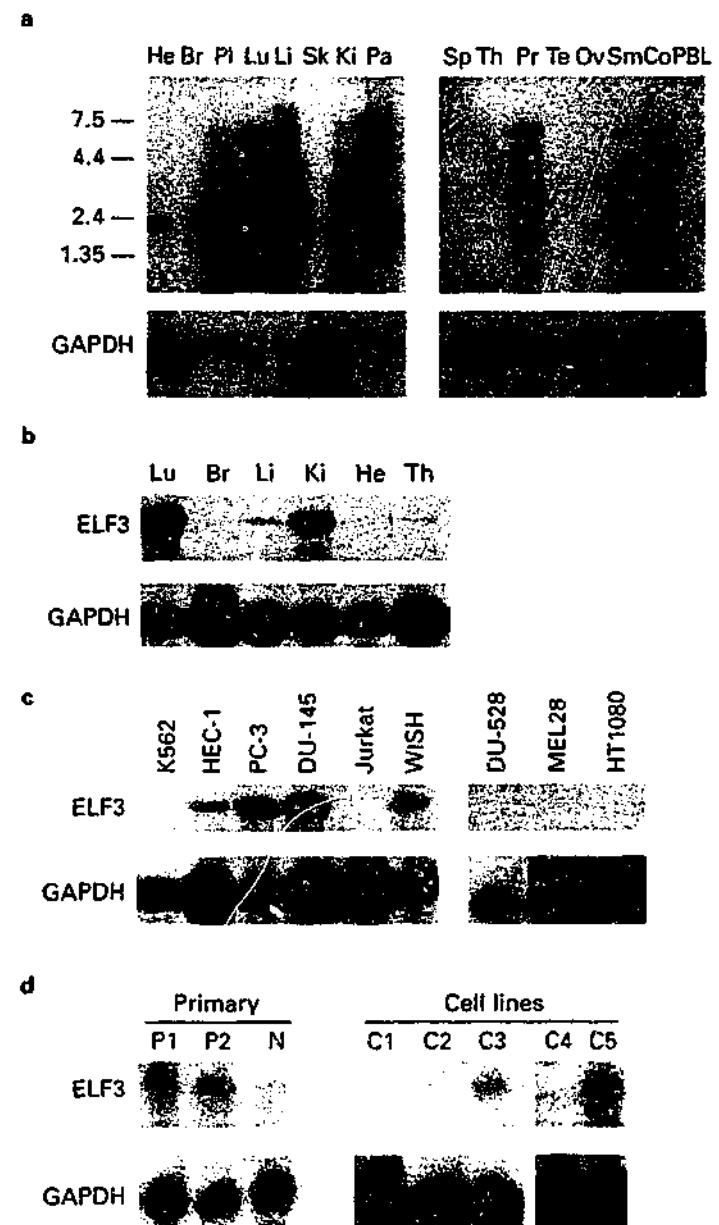 a
He Br Pl Lu Li Sk Ki Pa Sp Th Pr Te Ov Sm Co PBL
7.5
4.4
2.4
1.35
GAPDH
b
Lu Br Li Ki He Th
ELF3
GAPDH
c
K562 HEC-1 PC-3 DU-145 Jurkat WISH DU-528 MEL28 HT1080
ELF3
GAPDH
d
Primary Cell lines
P1 P2 N C1 C2 C3 C4 C5
ELF3
GAPDH